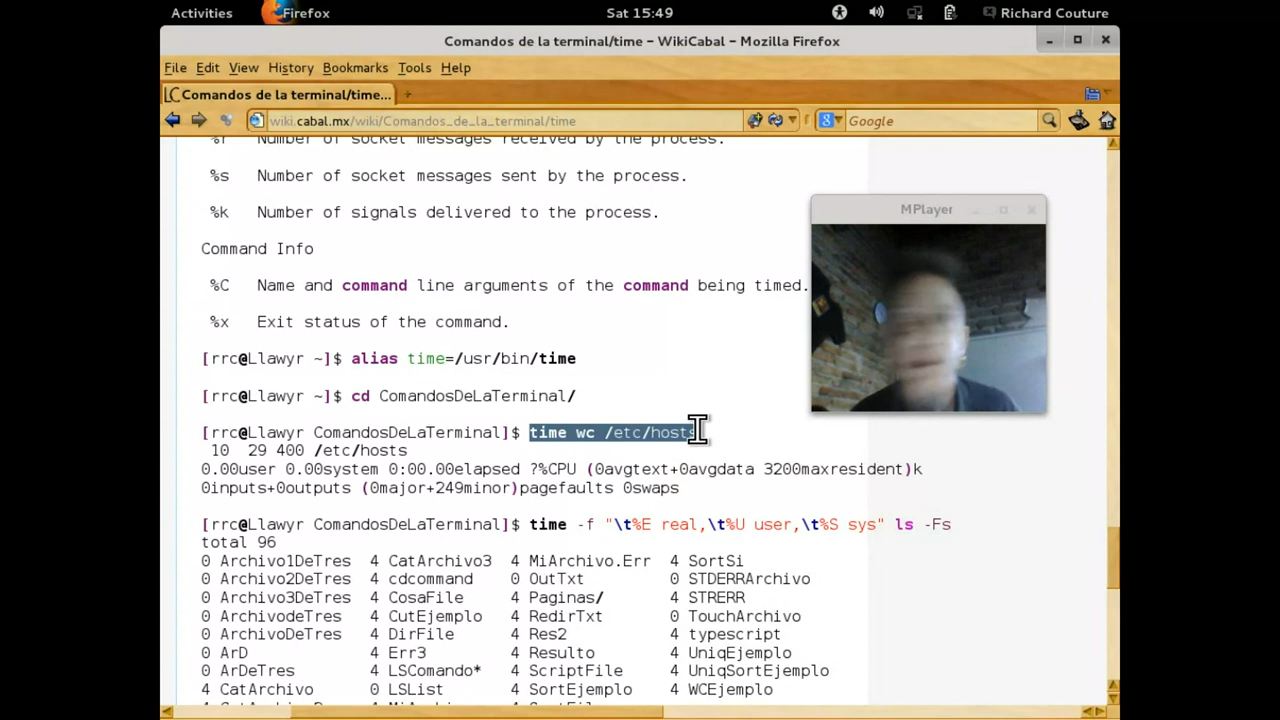 Activities Firefox Sat 15:49 Richard Couture
Comandos de la terminal/time - WikiCabal - Mozilla Firefox
File Edit View History Bookmarks Tools Help
Comandos de la terminal/time...
wiki.cabal.mx/wiki/Comandos_de_la_terminal/time Google
%r Number of socket messages received by the process.
%s Number of socket messages sent by the process.
%k Number of signals delivered to the process.
MPlayer
Command Info
%C Name and command line arguments of the command being timed.
%x Exit status of the command.
[rrc@Llawyr ~]$ alias time=/usr/bin/time
[rrc@Llawyr ~]$ cd ComandosDeLaTerminal/
[rrc@Llawyr ComandosDeLaTerminal]$ time wc /etc/hosts
10 29 400 /etc/hosts
0.00user 0.00system 0:00.00elapsed ?%CPU (0avgtext+0avgdata 3200maxresident)k
0inputs+0outputs (0major+249minor)pagefaults 0swaps
[rrc@Llawyr ComandosDeLaTerminal]$ time -f "\t%E real,\t%U user,\t%S sys" ls -Fs
total 96
0 Archivo1DeTres 4 CatArchivo3 4 MiArchivo.Err 4 SortSi
0 Archivo2DeTres 4 cdcommand 0 OutTxt 0 STDERRArchivo
0 Archivo3DeTres 4 CosaFile 4 Paginas/ 4 STRERR
0 ArchivodeTres 4 CutEjemplo 4 RedirTxt 0 TouchArchivo
0 ArchivoDeTres 4 DirFile 4 Res2 4 typescript
0 ArD 4 Err3 4 Resulto 4 UniqEjemplo
0 ArDeTres 4 LSComando* 4 ScriptFile 4 UniqSortEjemplo
4 CatArchivo 0 LSList 4 SortEjemplo 4 WCEjemplo